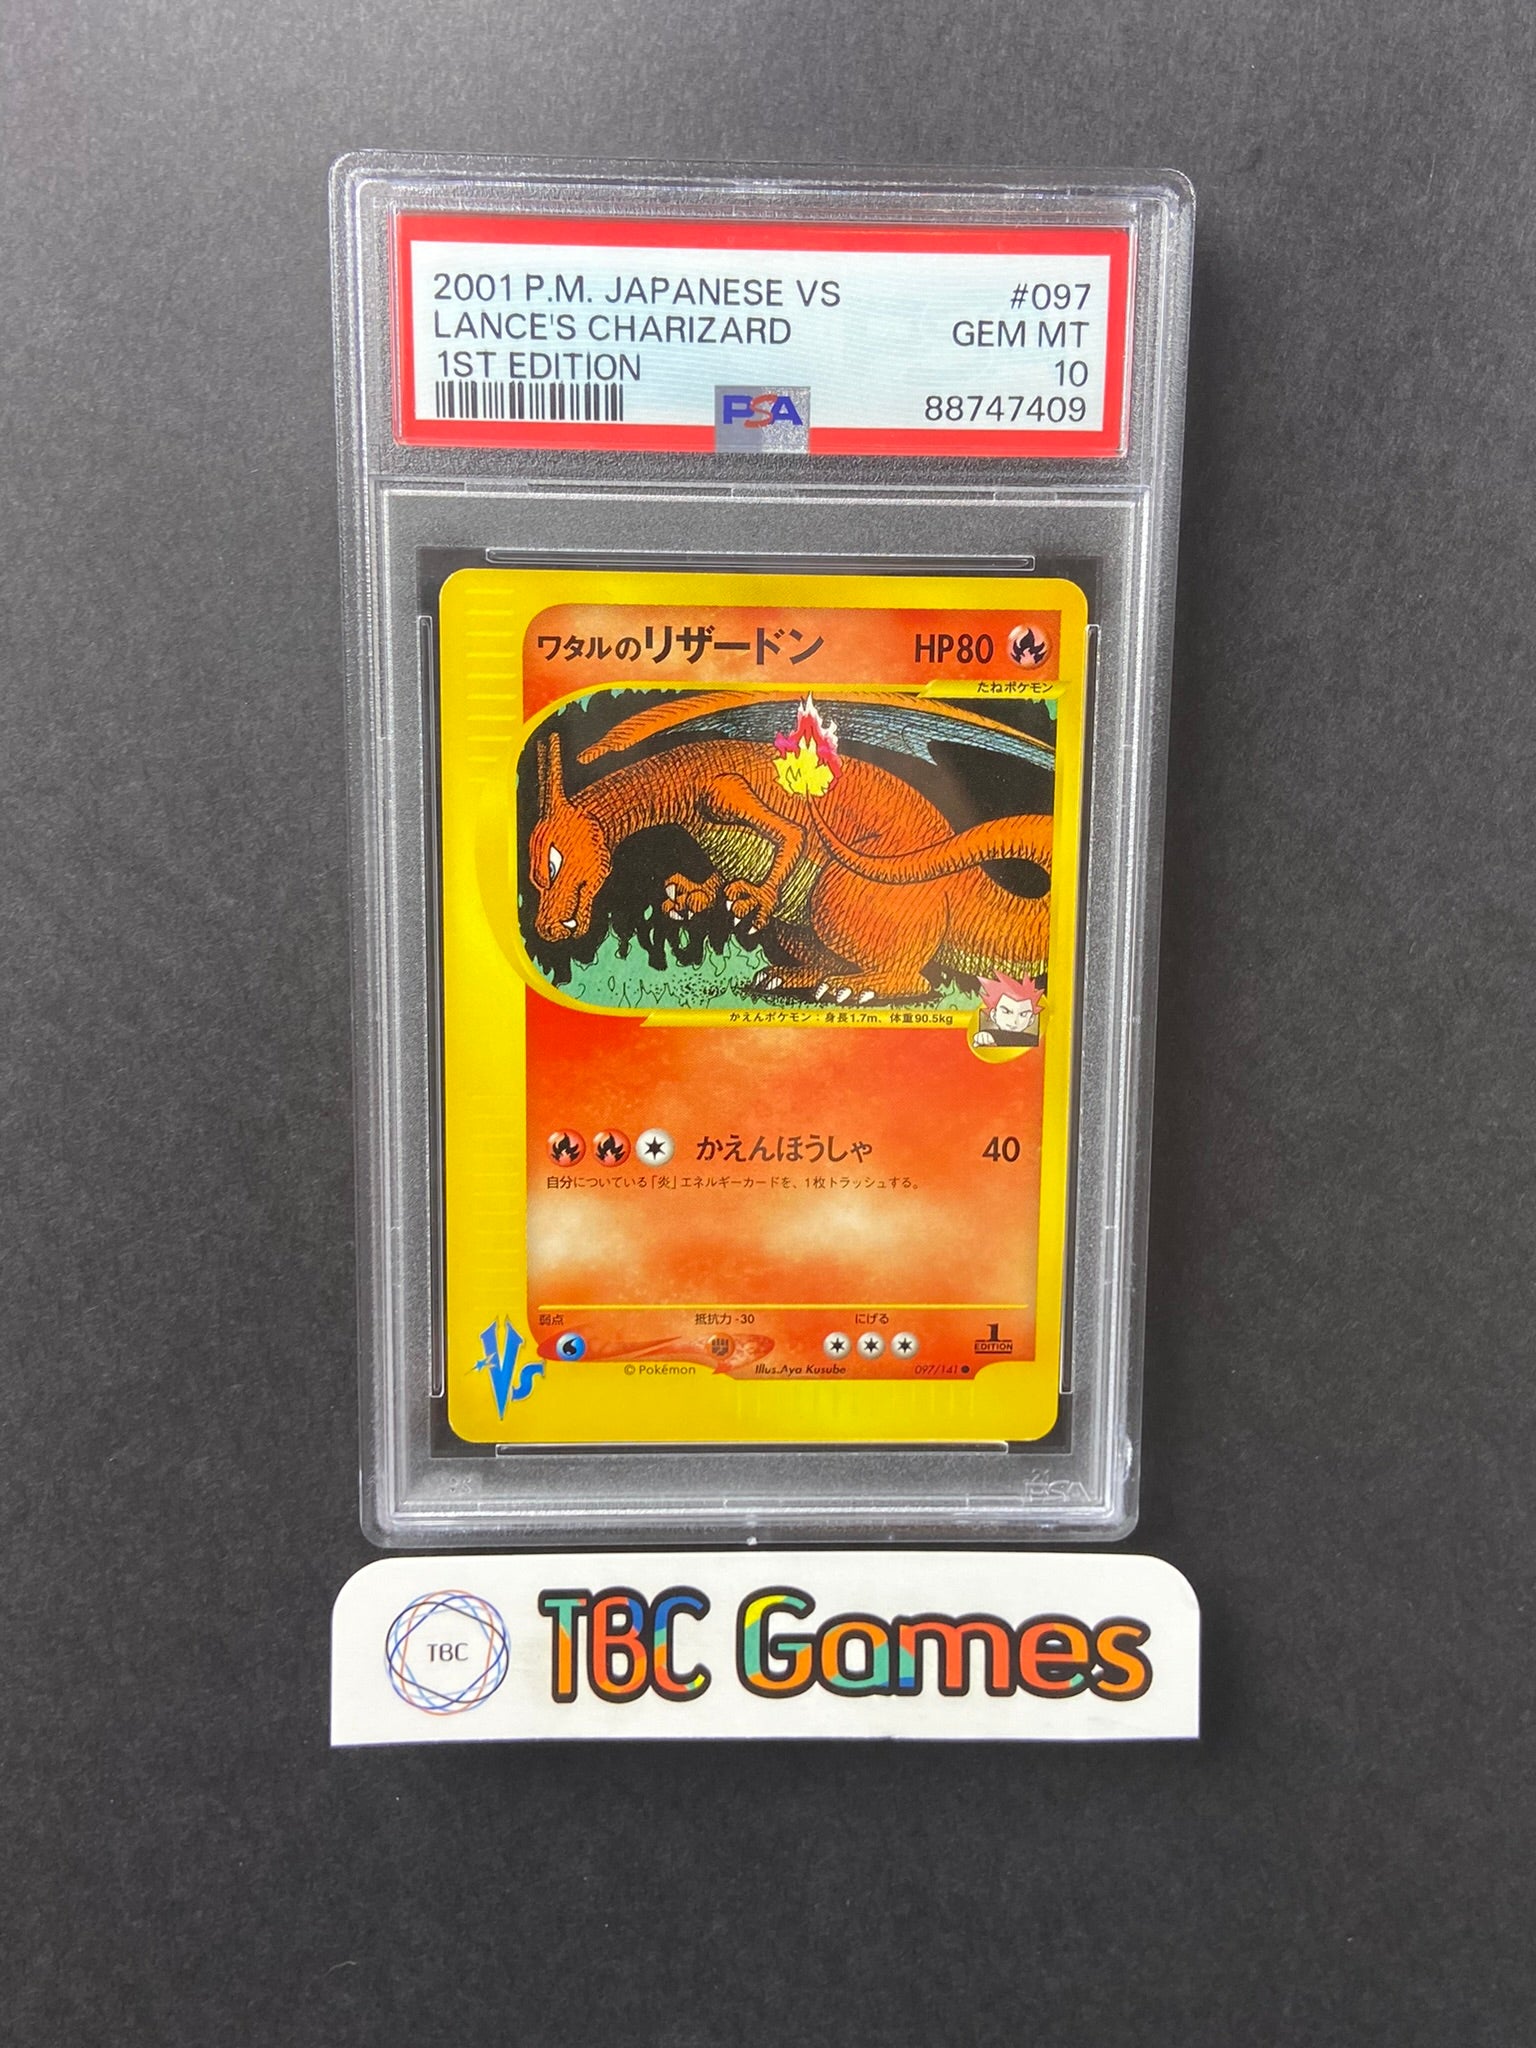 2001 P.M. JAPANESE VS #097
LANCE'S CHARIZARD GEM MT
1ST EDITION 10
PSA 88747409
ワタルのリザードン HP80
たねポケモン
かえんポケモン：身長1.7m、体重90.5kg
かえんほうしゃ 40
自分についている「炎」エネルギーカードを、1枚トラッシュする。
弱点 抵抗力 -30 にげる
1 EDITION
VS
© Pokémon Illus. Aya Kusube 097/141
PSA
TBC TBC Games